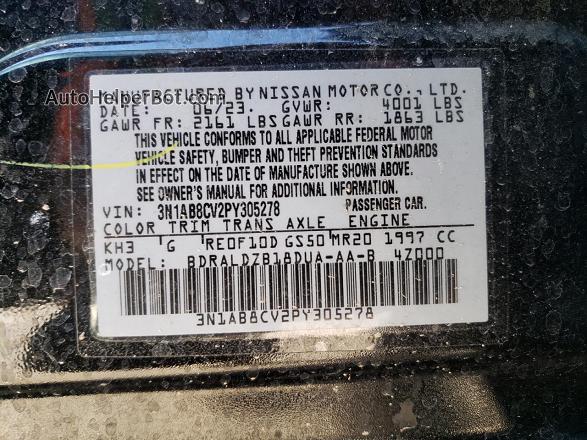 MANUFACTURED BY NISSAN MOTOR CO., LTD.
AutoHelperBot.com
DATE: 06/23. GVWR: 4001 LBS
GAWR FR: 2161 LBS GAWR RR: 1863 LBS
THIS VEHICLE CONFORMS TO ALL APPLICABLE FEDERAL MOTOR
VEHICLE SAFETY, BUMPER AND THEFT PREVENTION STANDARDS
IN EFFECT ON THE DATE OF MANUFACTURE SHOWN ABOVE.
SEE OWNER'S MANUAL FOR ADDITIONAL INFORMATION.
VIN: 3N1AB8CV2PY305278 PASSENGER CAR.
COLOR TRIM TRANS AXLE ENGINE
KH3 G RE0F10D GS50 MR20 1997 CC
MODEL: BDRALDZB18DUA-AA-B 4Z000
3N1AB8CV2PY305278